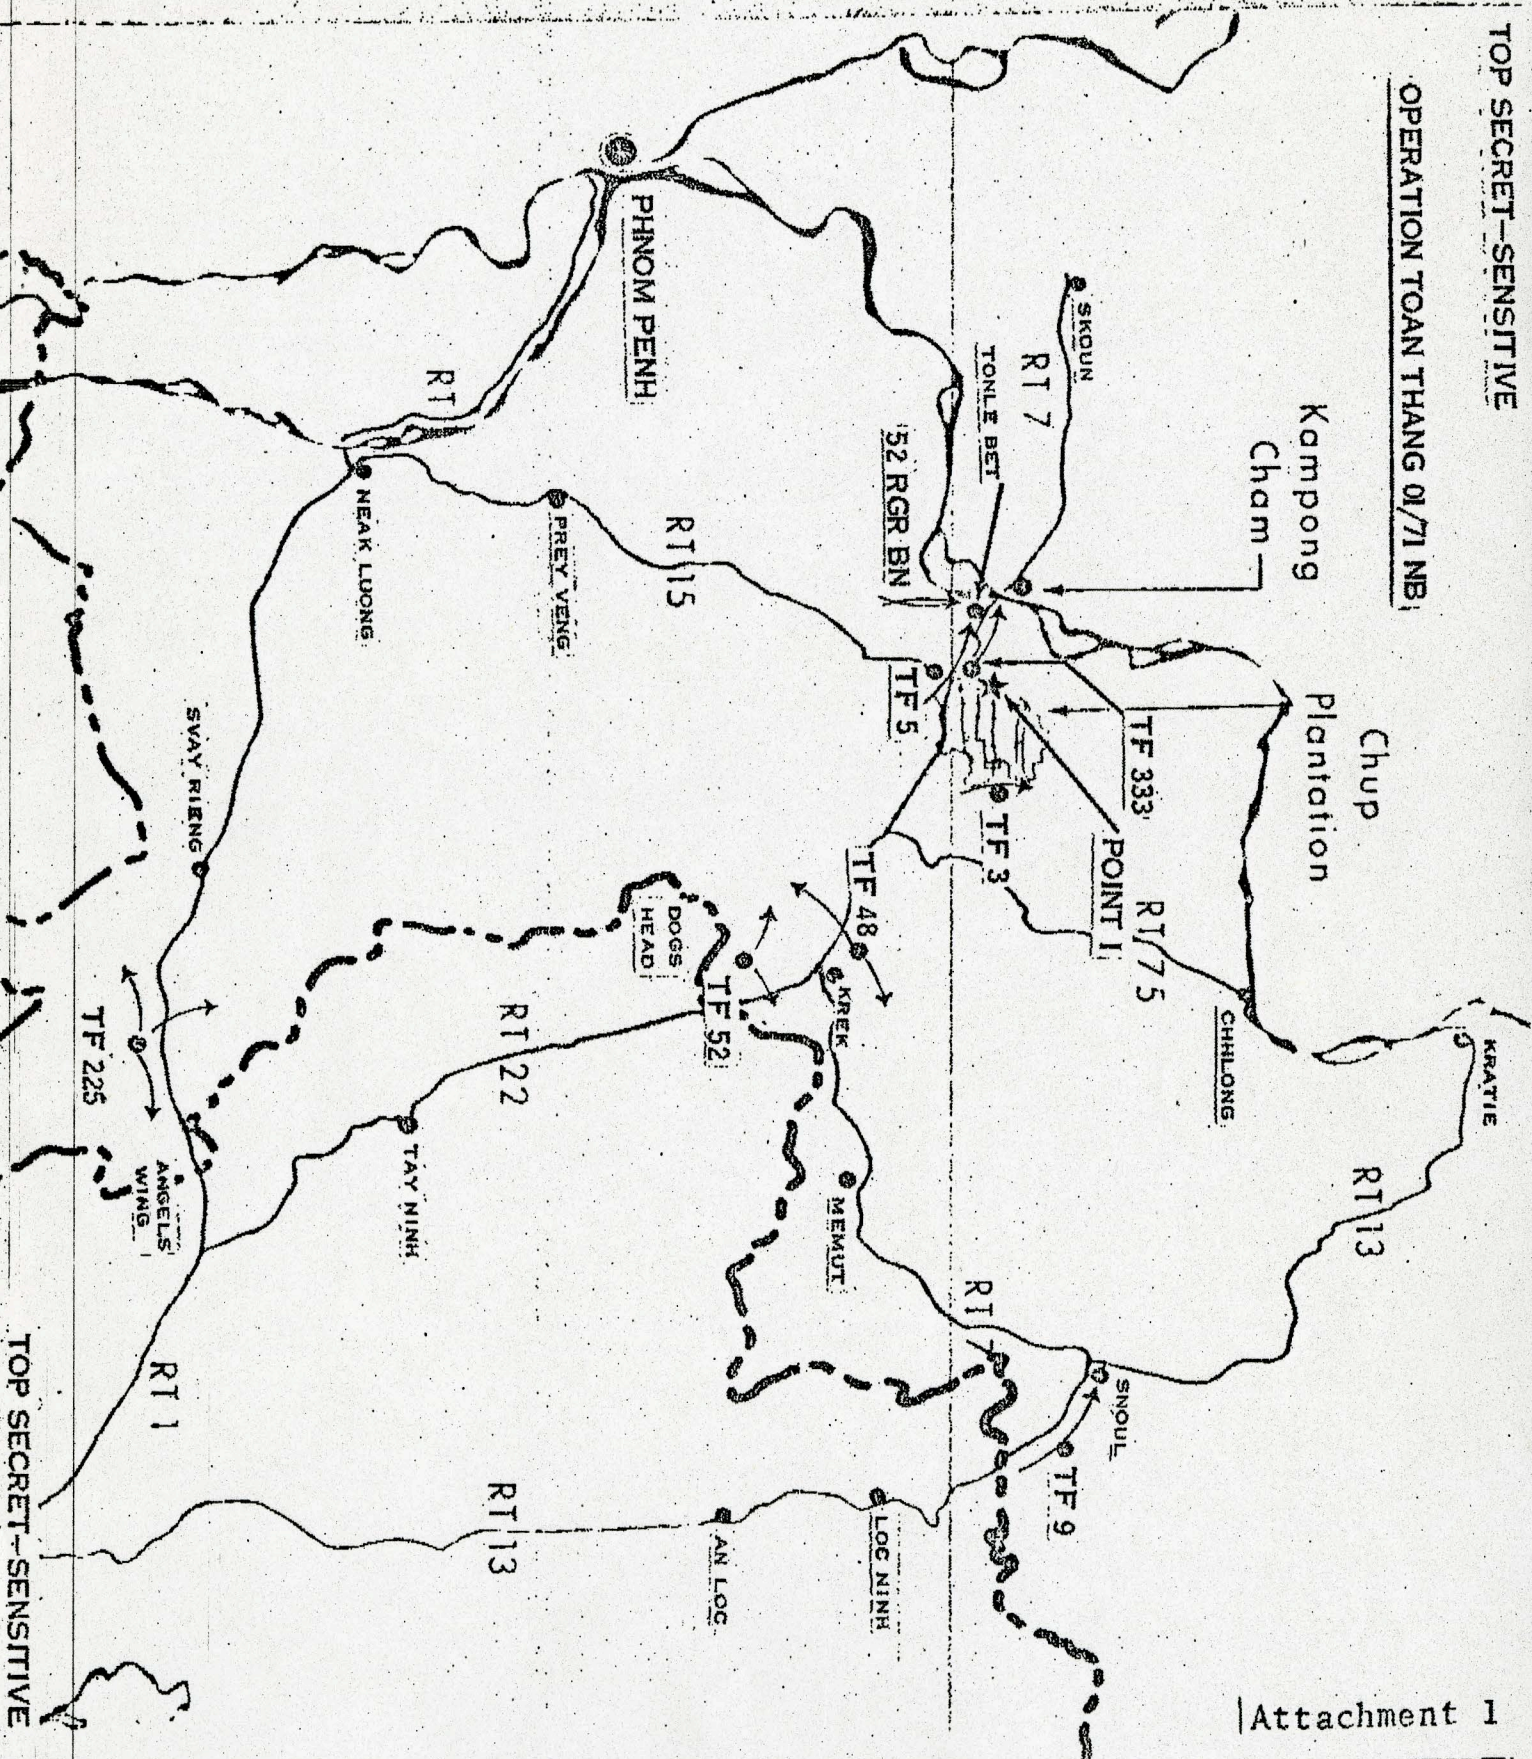 TOP SECRET-SENSITIVE
OPERATION TOAN THANG 01/71 NB
Kampong
Cham
Chup
Plantation
KRATIE
SKOUN
RT 7
TONLE BET
52 RGR BN
TF 333
POINT I
RT 75
CHHLONG
RT 13
TF 5
TF 3
TF 48
KREK
MEMUT
RT 7
SNOUL
TF 9
PHNOM PENH
RT 15
DOGS
HEAD
TF 52
LOC NINH
AN LOC
PREY VENG
RT 22
RT 13
RT
NEAK LUONG
TAY NINH
SVAY RIENG
TF 225
ANGELS
WING
RT 1
TOP SECRET-SENSITIVE
Attachment 1